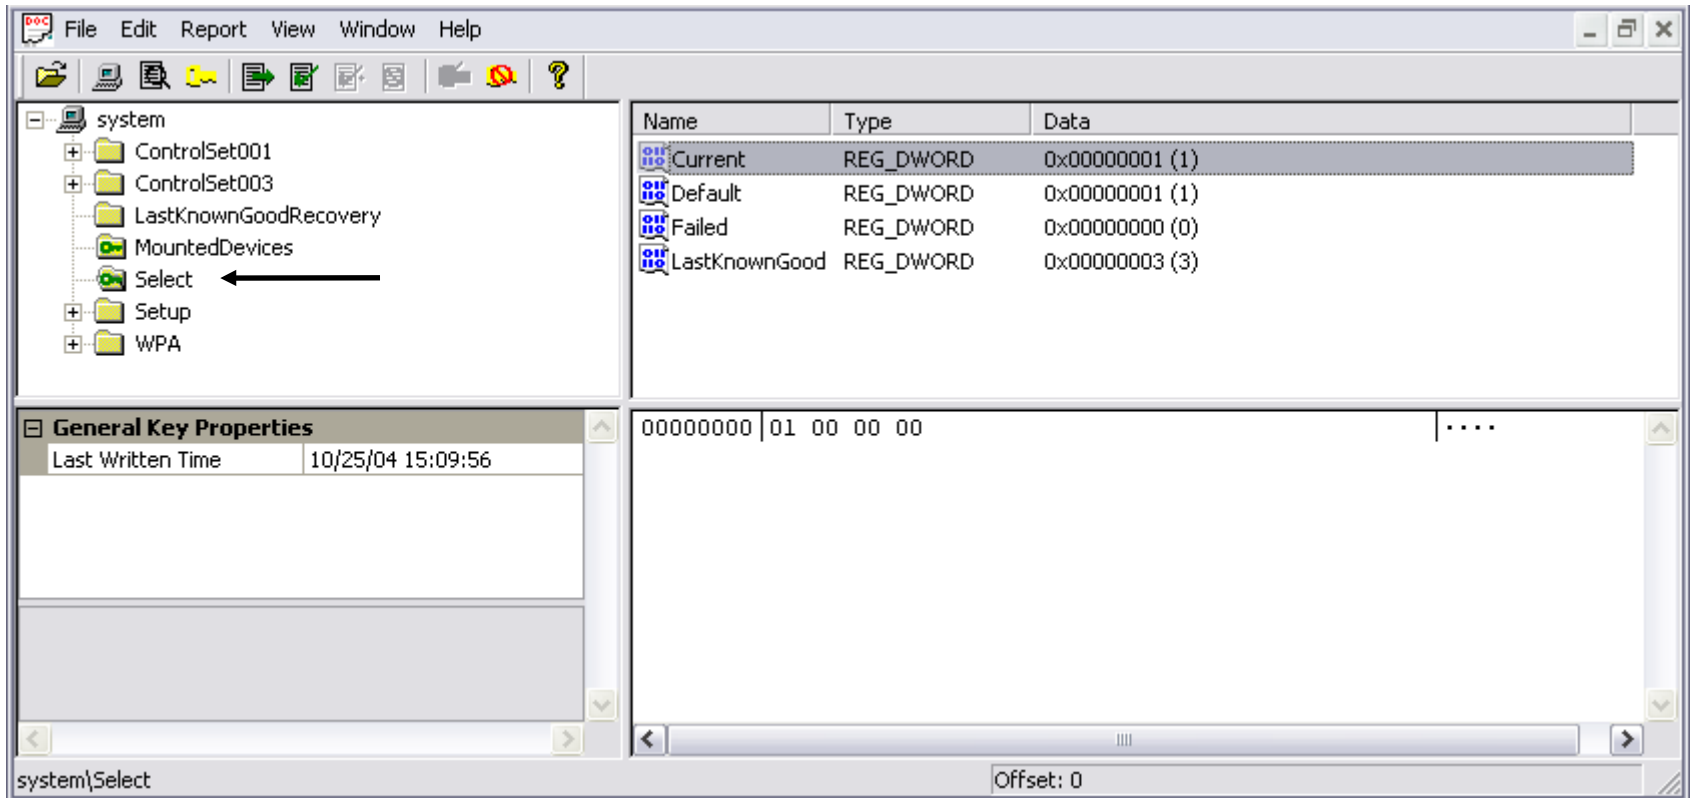 File Edit Report View Window Help
system
ControlSet001
ControlSet003
LastKnownGoodRecovery
MountedDevices
Select
Setup
WPA
Name Type Data
Current REG_DWORD 0x00000001 (1)
Default REG_DWORD 0x00000001 (1)
Failed REG_DWORD 0x00000000 (0)
LastKnownGood REG_DWORD 0x00000003 (3)
General Key Properties
Last Written Time 10/25/04 15:09:56
00000000 01 00 00 00 ····
system\Select
Offset: 0